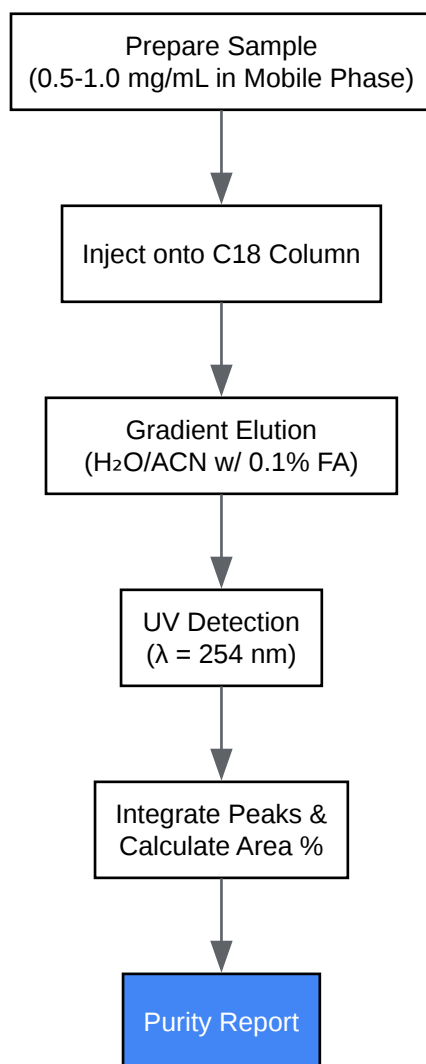 Prepare Sample
(0.5-1.0 mg/mL in Mobile Phase)
Inject onto C18 Column
Gradient Elution
(H₂O/ACN w/ 0.1% FA)
UV Detection
(λ = 254 nm)
Integrate Peaks &
Calculate Area %
Purity Report